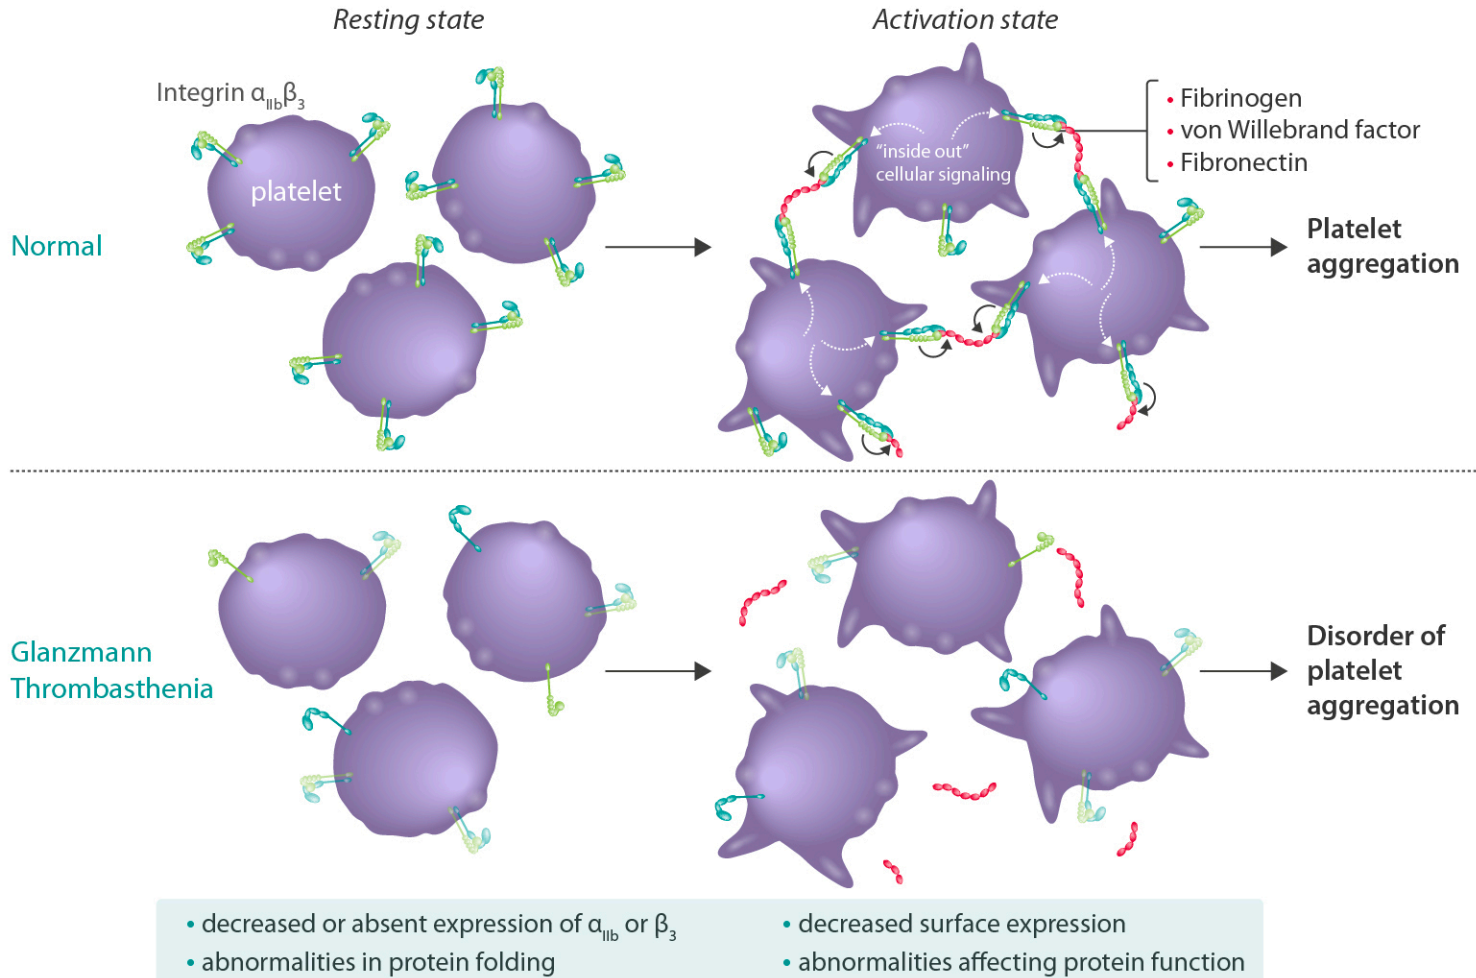 Resting state
Activation state
Integrin αIIbβ3
platelet
Normal
"inside out"
cellular signaling
• Fibrinogen
• von Willebrand factor
• Fibronectin
Platelet
aggregation
Glanzmann
Thrombasthenia
Disorder of
platelet
aggregation
• decreased or absent expression of αIIb or β3
• abnormalities in protein folding
• decreased surface expression
• abnormalities affecting protein function